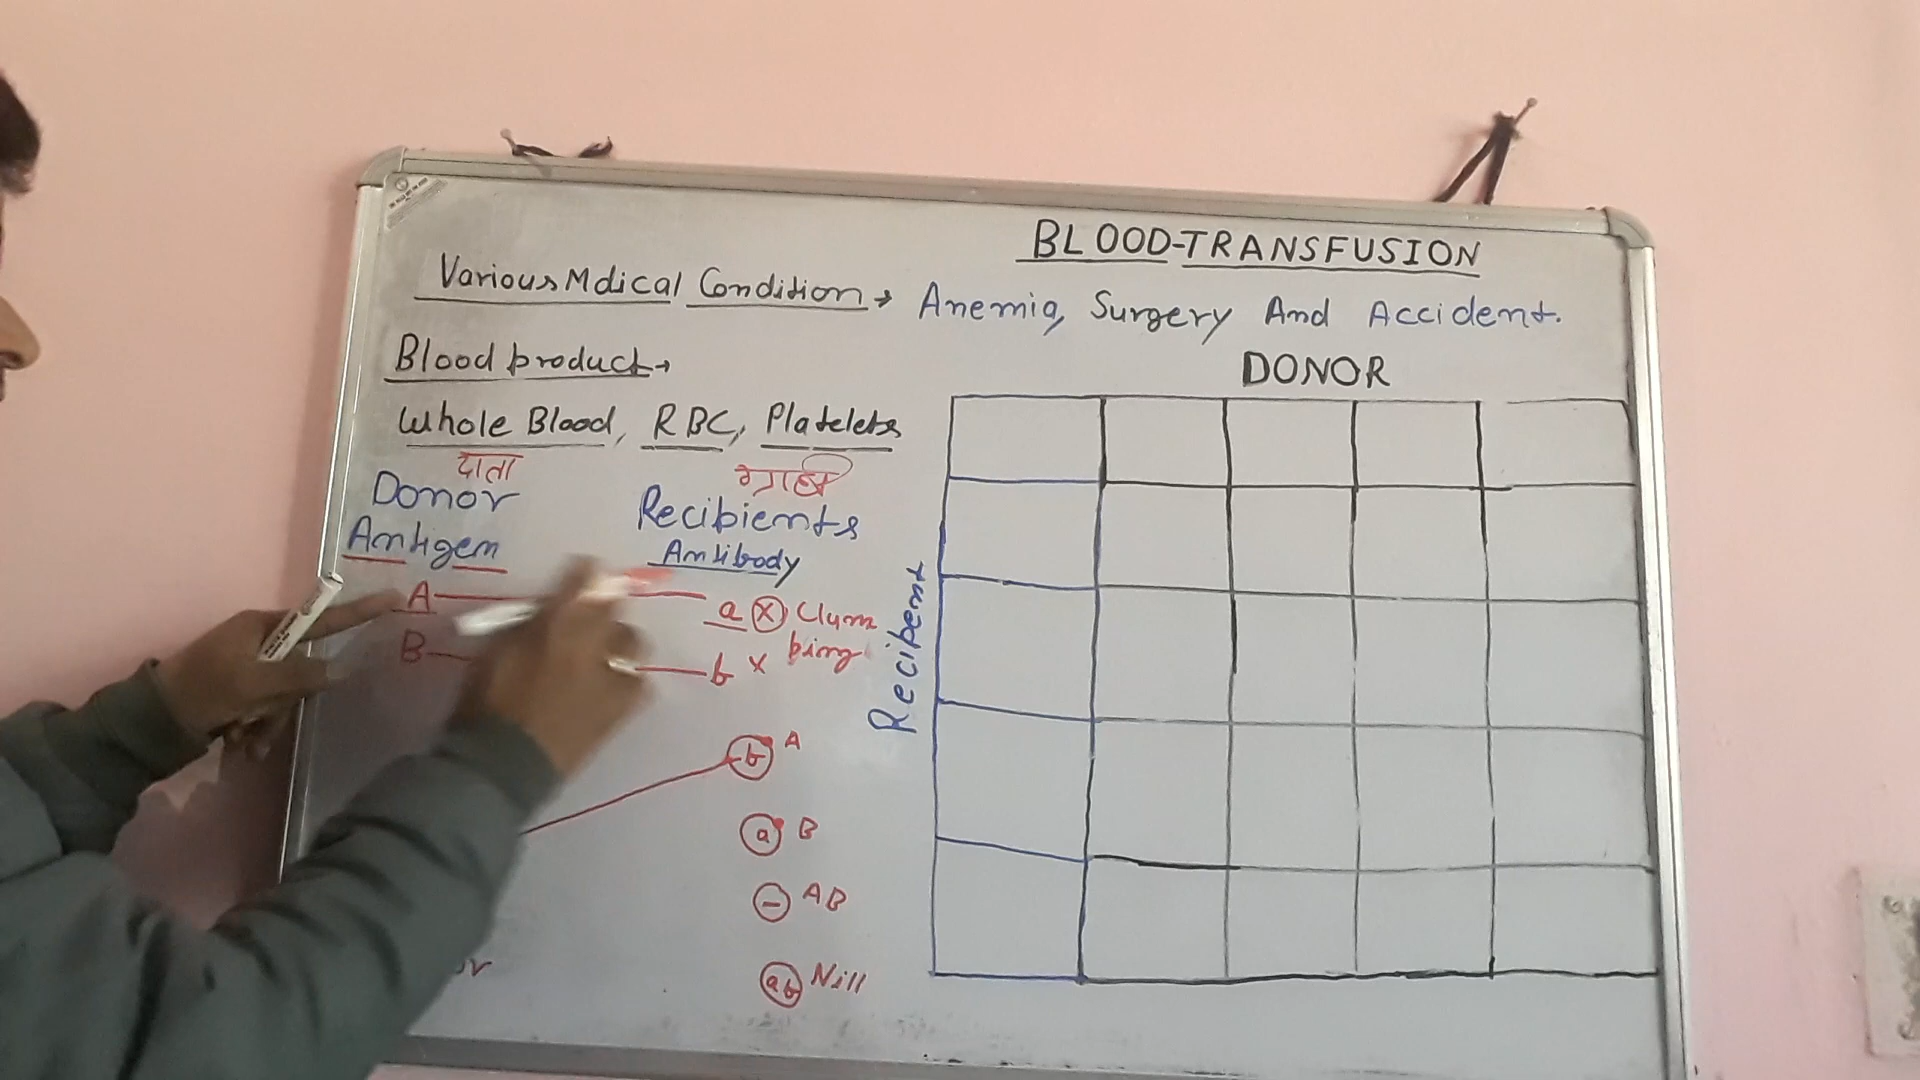 BLOOD-TRANSFUSION
Various Mdical Condition → Anemia, Surgery And Accident.
Blood product →
Whole Blood, RBC, Platelets
दाता
Donor Recibients
Antigen Antibody
A a x Clum
bing
B b x
DONOR
Recibent
b A
a B
- AB
ab Nill